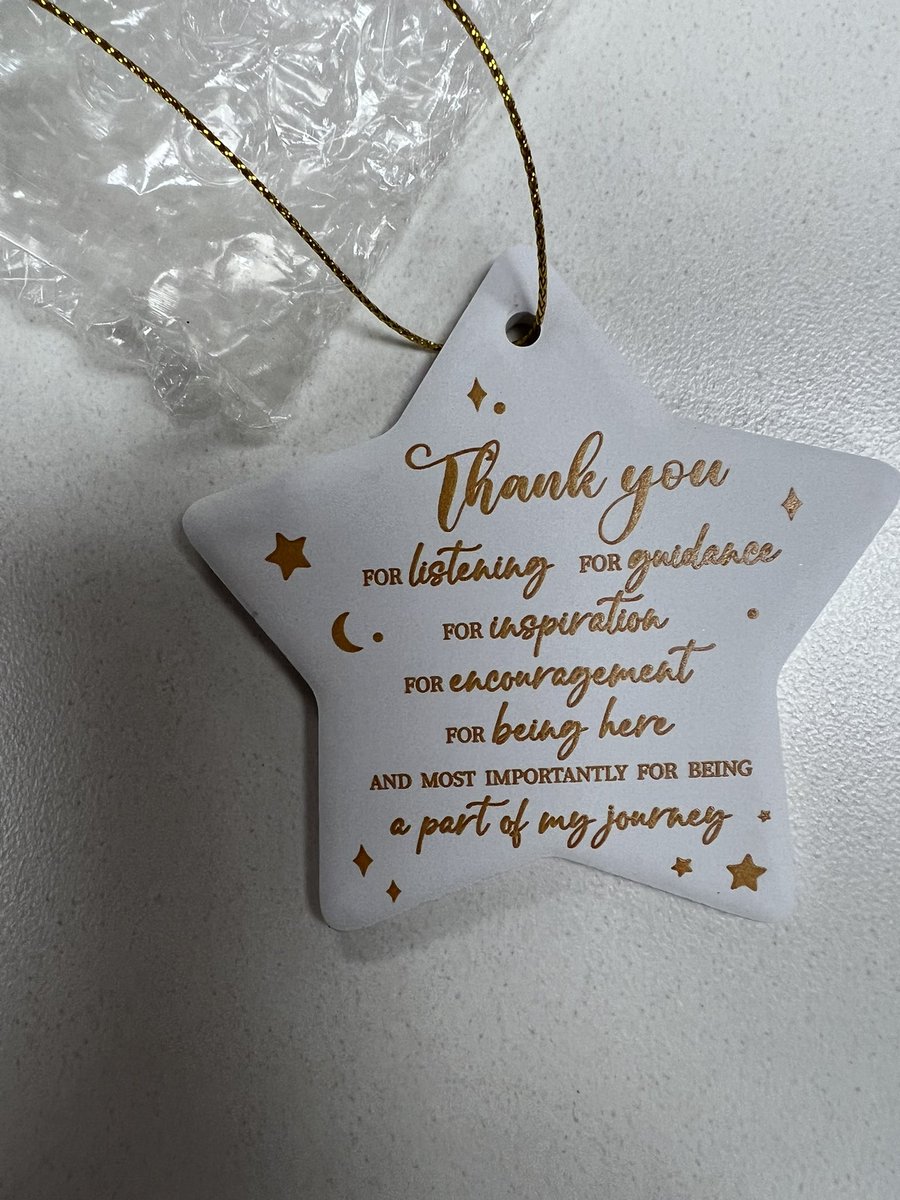 Thank you
FOR listening FOR guidance
FOR inspiration
FOR encouragement
FOR being here
AND MOST IMPORTANTLY FOR BEING
a part of my journey